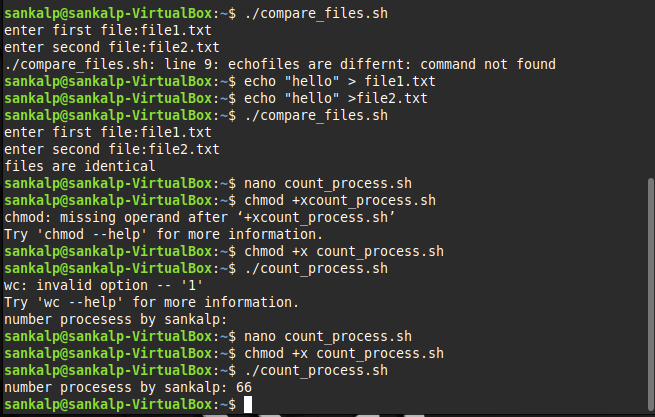 sankalp@sankalp-VirtualBox:~$ ./compare_files.sh
enter first file:file1.txt
enter second file:file2.txt
./compare_files.sh: line 9: echofiles are differnt: command not found
sankalp@sankalp-VirtualBox:~$ echo "hello" > file1.txt
sankalp@sankalp-VirtualBox:~$ echo "hello" >file2.txt
sankalp@sankalp-VirtualBox:~$ ./compare_files.sh
enter first file:file1.txt
enter second file:file2.txt
files are identical
sankalp@sankalp-VirtualBox:~$ nano count_process.sh
sankalp@sankalp-VirtualBox:~$ chmod +xcount_process.sh
chmod: missing operand after ‘+xcount_process.sh’
Try 'chmod --help' for more information.
sankalp@sankalp-VirtualBox:~$ chmod +x count_process.sh
sankalp@sankalp-VirtualBox:~$ ./count_process.sh
wc: invalid option -- '1'
Try 'wc --help' for more information.
number procesess by sankalp:
sankalp@sankalp-VirtualBox:~$ nano count_process.sh
sankalp@sankalp-VirtualBox:~$ chmod +x count_process.sh
sankalp@sankalp-VirtualBox:~$ ./count_process.sh
number procesess by sankalp: 66
sankalp@sankalp-VirtualBox:~$